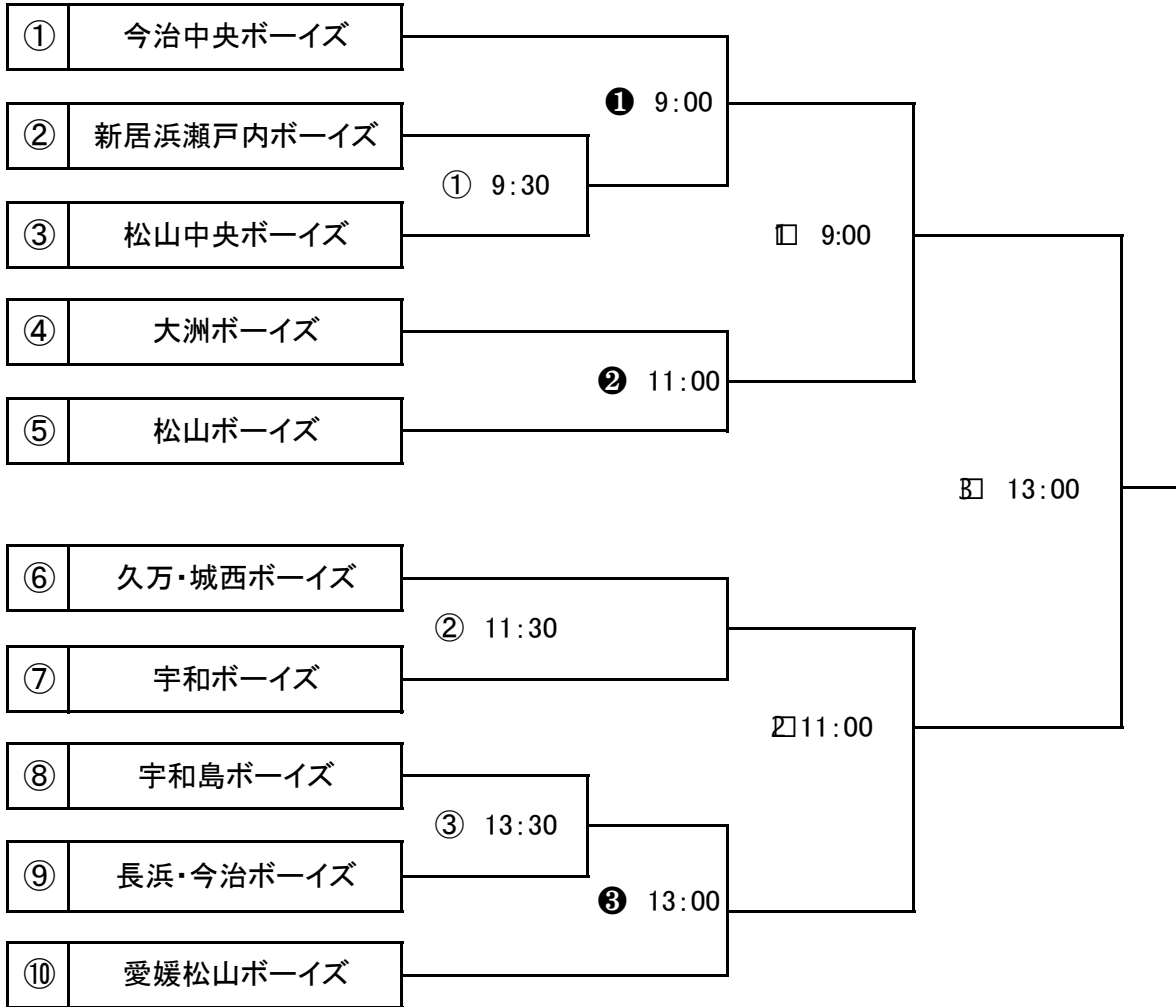 ① 今治中央ボーイズ
❶ 9:00
② 新居浜瀬戸内ボーイズ
① 9:30
③ 松山中央ボーイズ
1 9:00
④ 大洲ボーイズ
❷ 11:00
⑤ 松山ボーイズ
3 13:00
⑥ 久万・城西ボーイズ
② 11:30
⑦ 宇和ボーイズ
2 11:00
⑧ 宇和島ボーイズ
③ 13:30
⑨ 長浜・今治ボーイズ
❸ 13:00
⑩ 愛媛松山ボーイズ